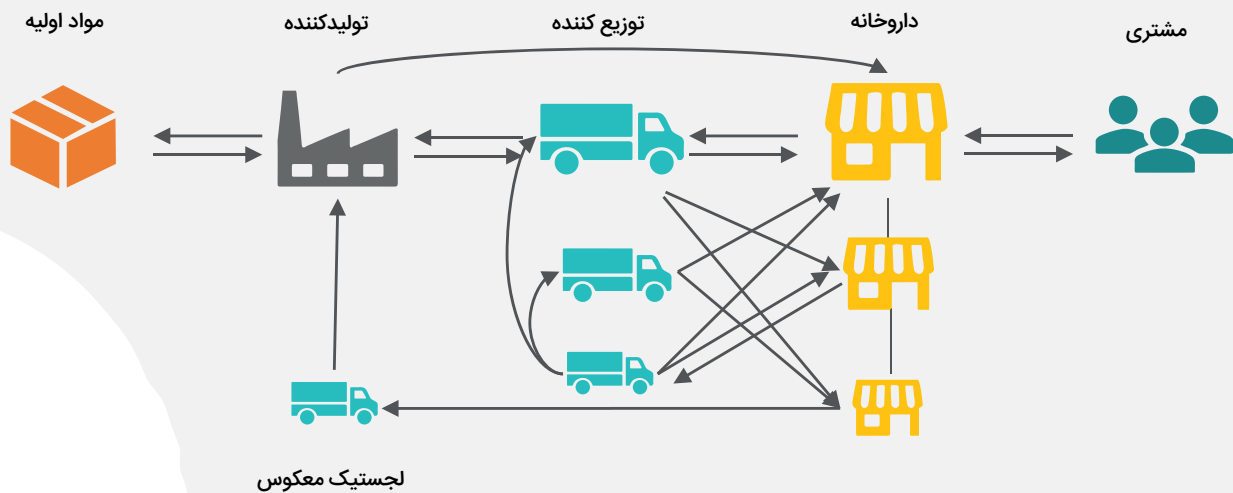 مواد اولیه
تولیدکننده
توزیع کننده
داروخانه
مشتری
لجستیک معکوس